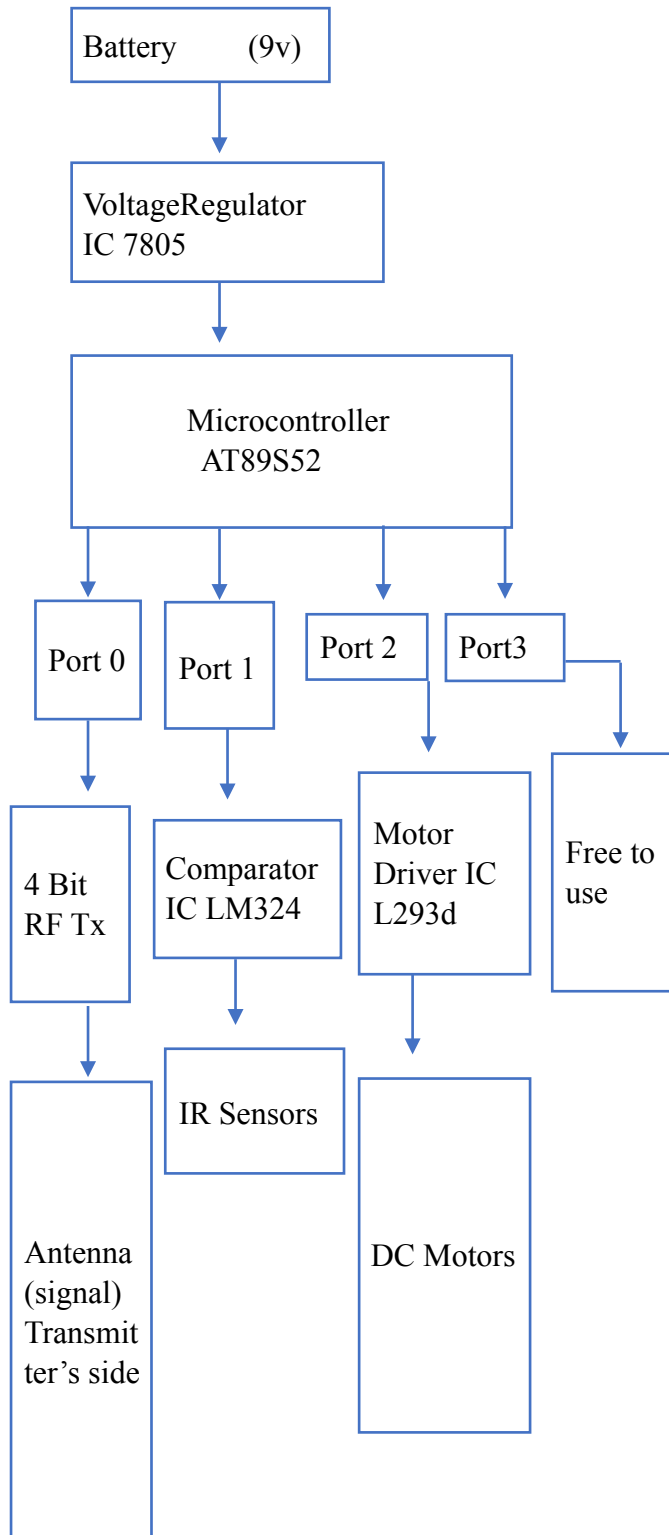 Battery (9v)
VoltageRegulator
IC 7805
Microcontroller
AT89S52
Port 0
Port 1
Port 2
Port3
4 Bit
RF Tx
Comparator
IC LM324
Motor
Driver IC
L293d
Free to
use
IR Sensors
Antenna
(signal)
Transmit
ter’s side
DC Motors